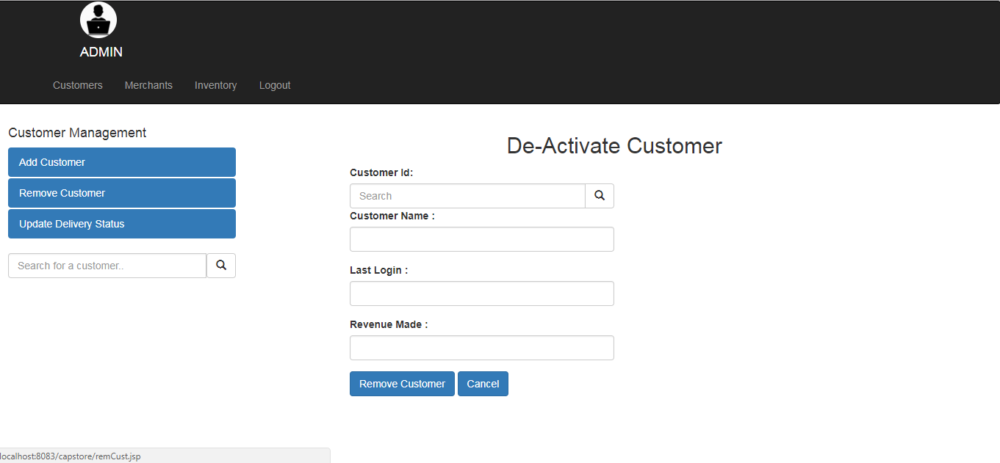 ADMIN
Customers Merchants Inventory Logout
Customer Management
Add Customer
Remove Customer
Update Delivery Status
Search for a customer..
De-Activate Customer
Customer Id:
Search
Customer Name :
Last Login :
Revenue Made :
Remove Customer Cancel
localhost:8083/capstore/remCust.jsp